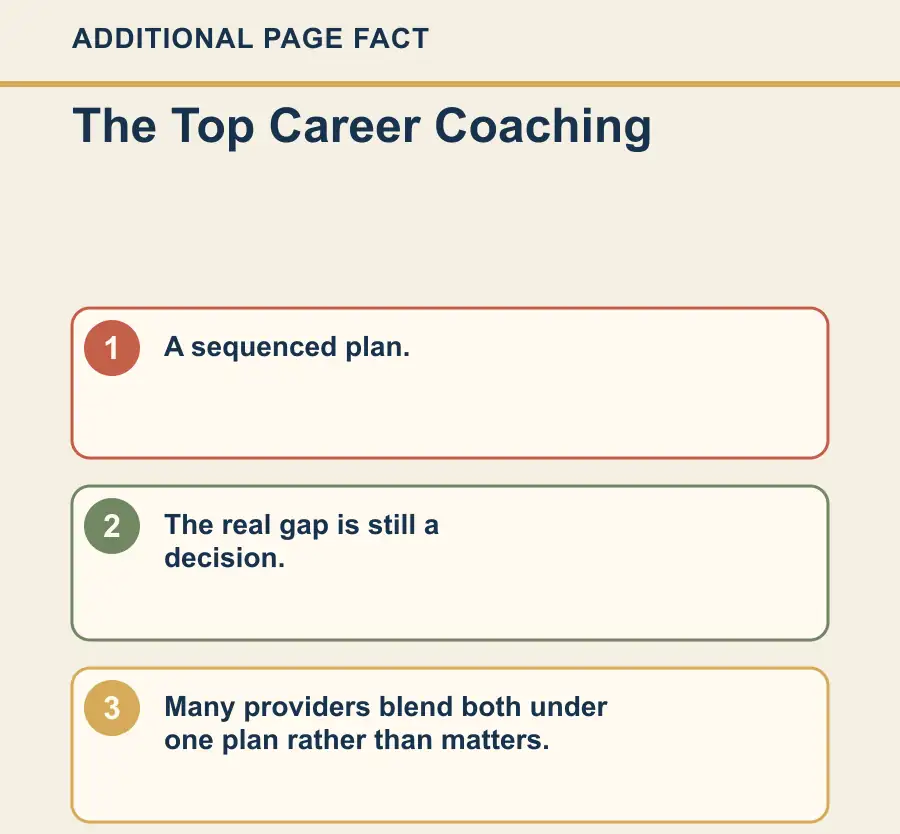 ADDITIONAL PAGE FACT
The Top Career Coaching
1
A sequenced plan.
2
The real gap is still a
decision.
3
Many providers blend both under
one plan rather than matters.